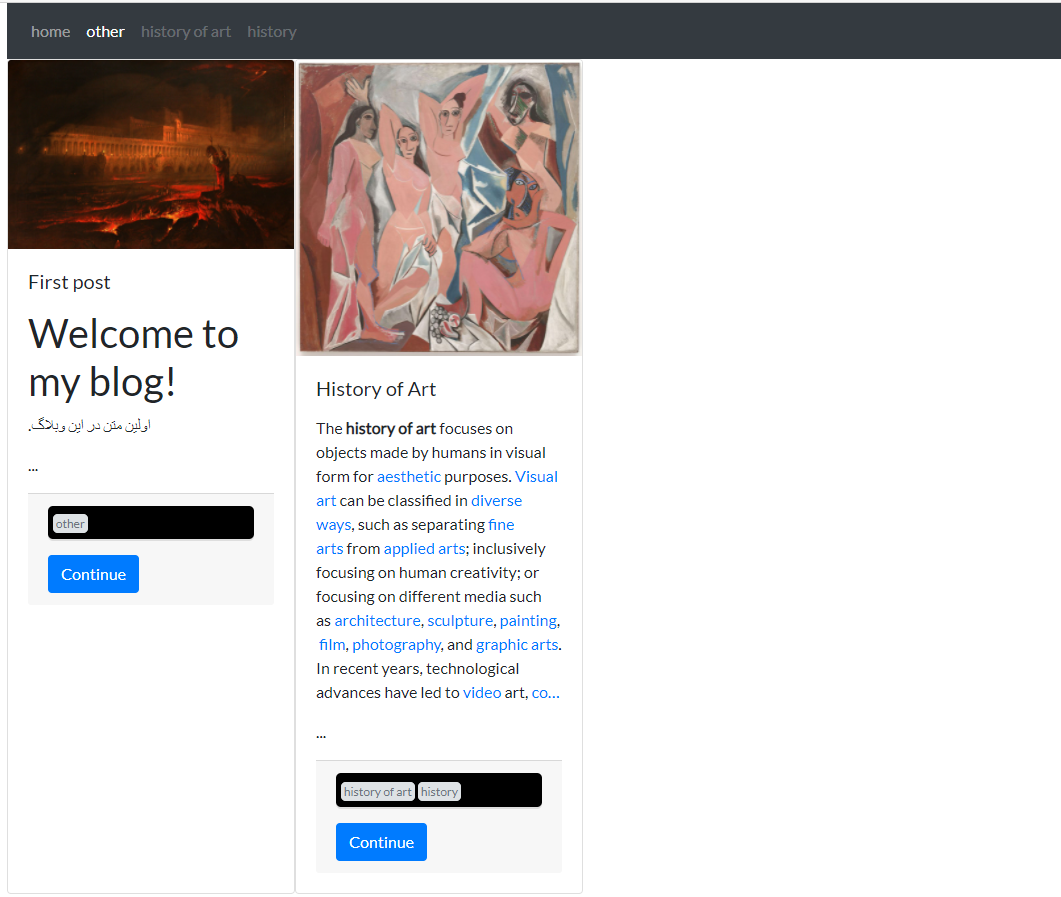 home other history of art history
First post
Welcome to
my blog!
اولین متن در این وبلاگ.
...
other
Continue
History of Art
The history of art focuses on
objects made by humans in visual
form for aesthetic purposes. Visual
art can be classified in diverse
ways, such as separating fine
arts from applied arts; inclusively
focusing on human creativity; or
focusing on different media such
as architecture, sculpture, painting,
film, photography, and graphic arts.
In recent years, technological
advances have led to video art, co...
...
history of art history
Continue